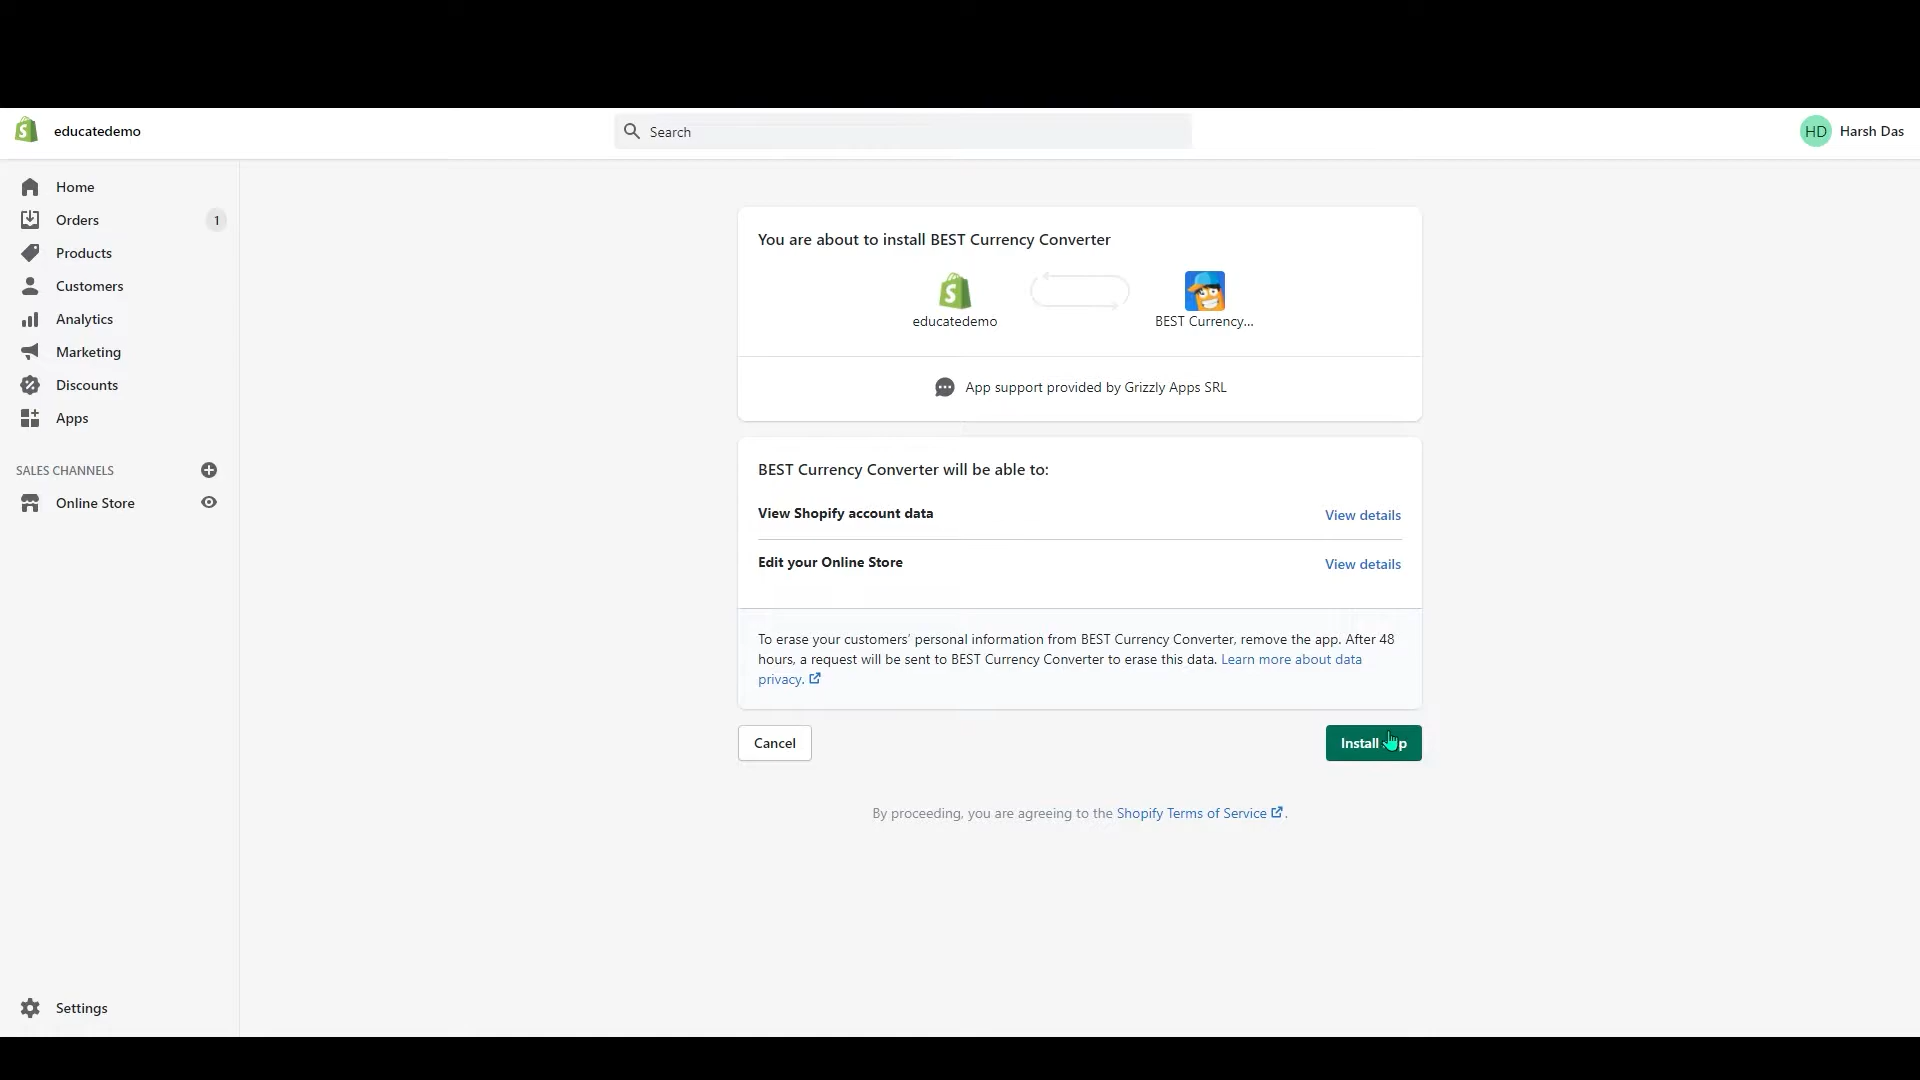 educatedemo
Search
HD Harsh Das
Home
Orders 1
Products
Customers
Analytics
Marketing
Discounts
Apps
SALES CHANNELS
Online Store
Settings
You are about to install BEST Currency Converter
educatedemo
BEST Currency...
App support provided by Grizzly Apps SRL
BEST Currency Converter will be able to:
View Shopify account data View details
Edit your Online Store View details
To erase your customers' personal information from BEST Currency Converter, remove the app. After 48
hours, a request will be sent to BEST Currency Converter to erase this data. Learn more about data
privacy.
Cancel
Install
By proceeding, you are agreeing to the Shopify Terms of Service.